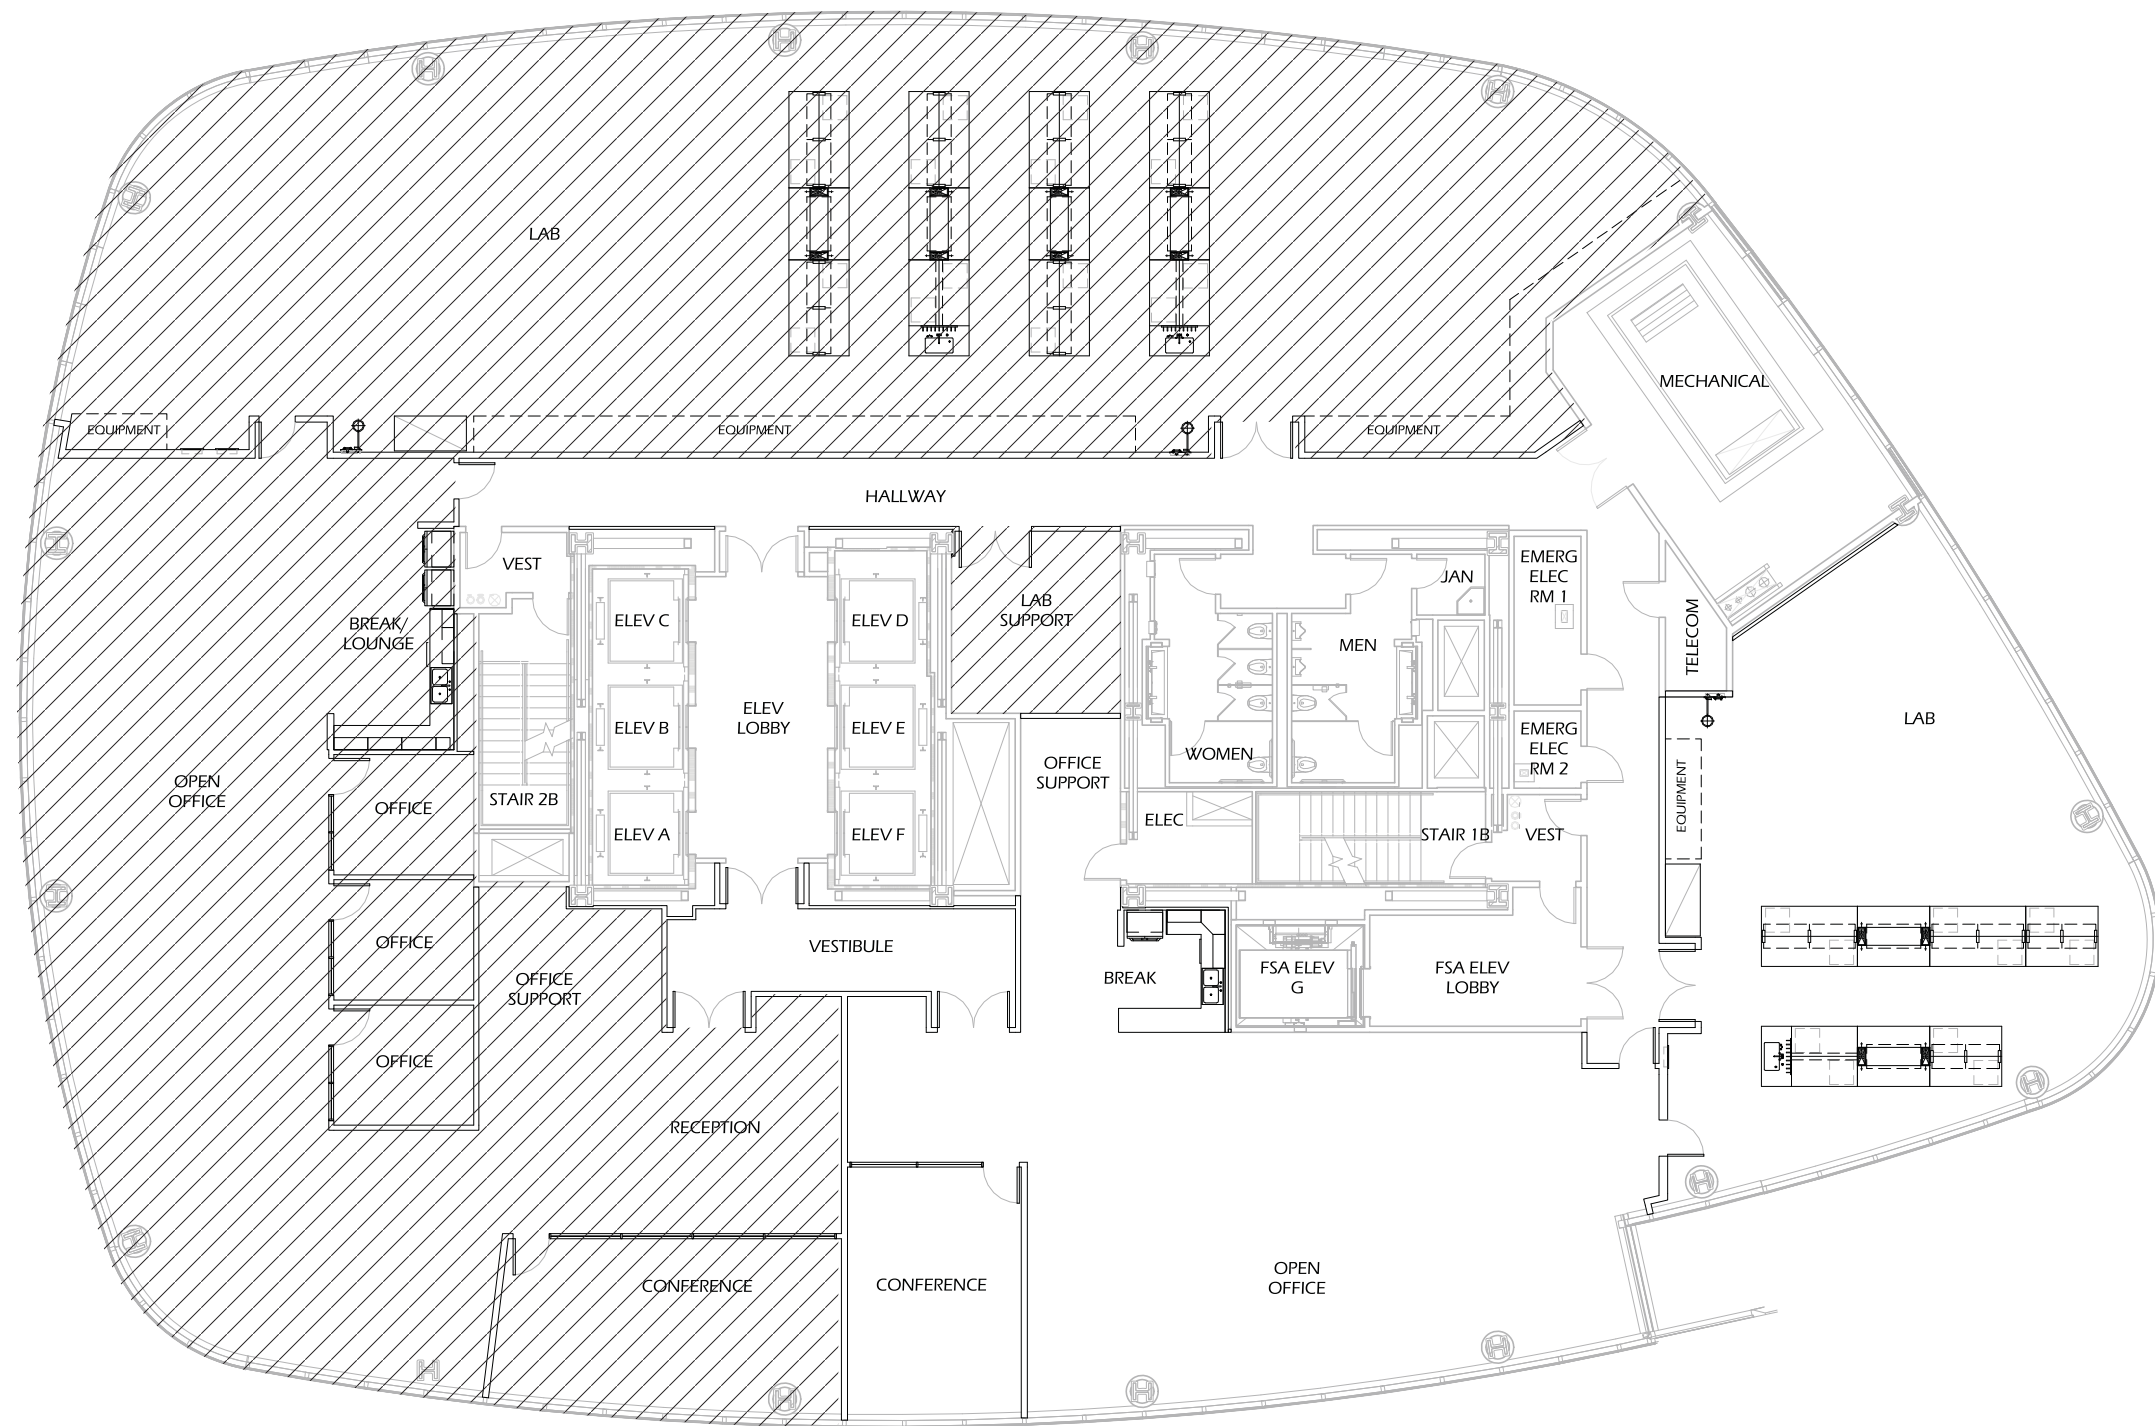 LAB
MECHANICAL
EQUIPMENT
EQUIPMENT
EQUIPMENT
HALLWAY
VEST
ELEV C
ELEV D
LAB
SUPPORT
JAN
EMERG
ELEC
RM 1
BREAK/
LOUNGE
MEN
TELECOM
ELEV
LOBBY
ELEV B
ELEV E
LAB
WOMEN
EMERG
ELEC
RM 2
OFFICE
SUPPORT
OPEN
OFFICE
OFFICE
STAIR 2B
EQUIPMENT
ELEV A
ELEV F
ELEC
STAIR 1B
VEST
OFFICE
VESTIBULE
OFFICE
SUPPORT
BREAK
FSA ELEV
G
FSA ELEV
LOBBY
OFFICE
RECEPTION
CONFERENCE
CONFERENCE
OPEN
OFFICE